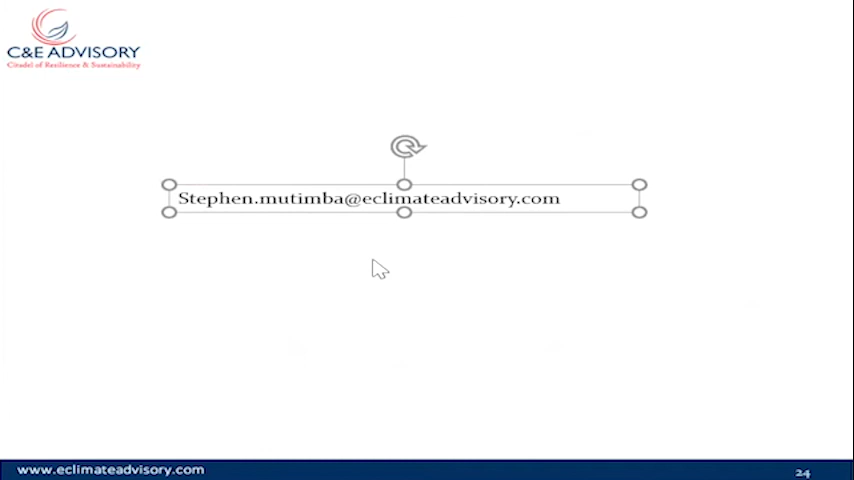 C&E ADVISORY
Citadel of Resilience & Sustainability
Stephen.mutimba@eclimateadvisory.com
www.eclimateadvisory.com
24